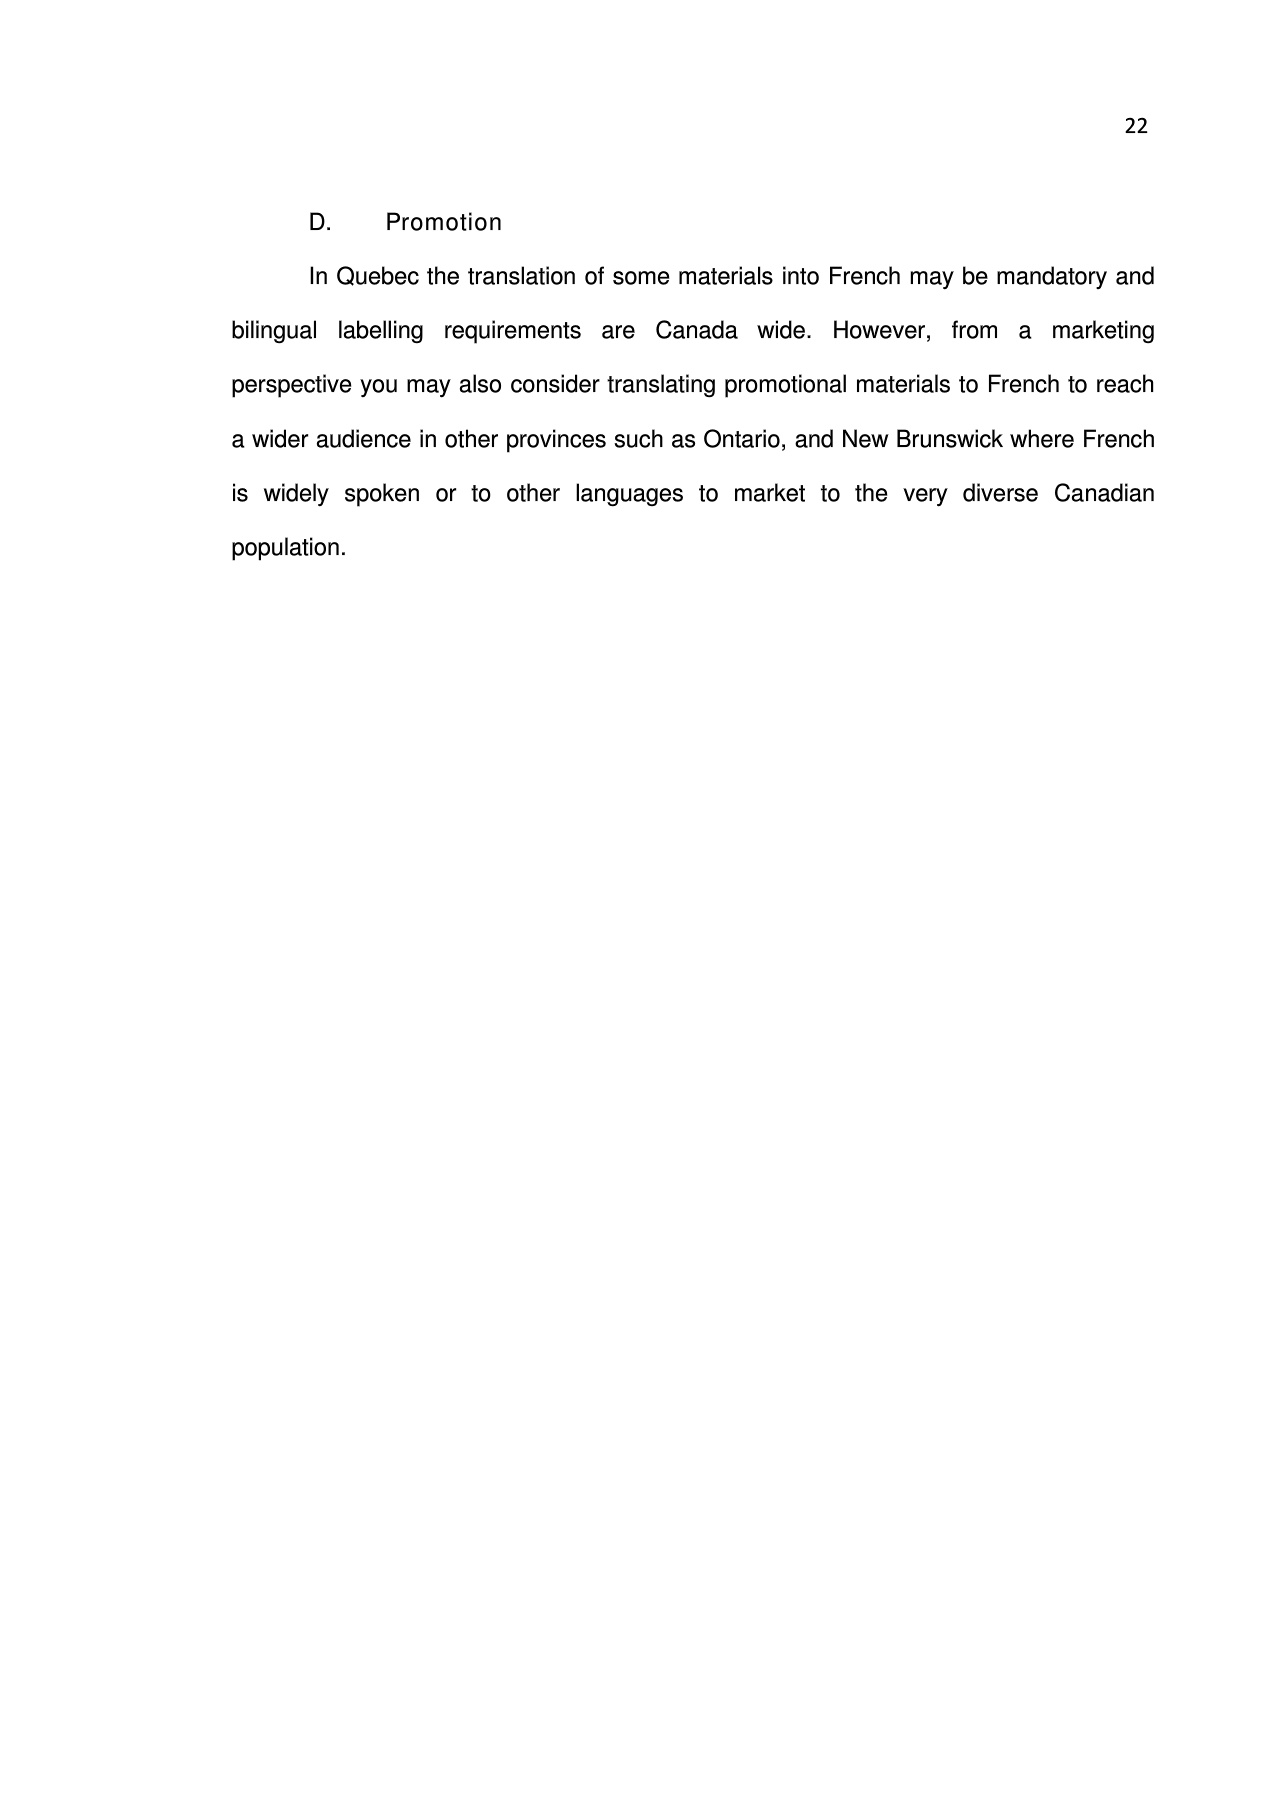 22
D. Promotion
In Quebec the translation of some materials into French may be mandatory and
bilingual labelling requirements are Canada wide. However, from a marketing
perspective you may also consider translating promotional materials to French to reach
a wider audience in other provinces such as Ontario, and New Brunswick where French
is widely spoken or to other languages to market to the very diverse Canadian
population.